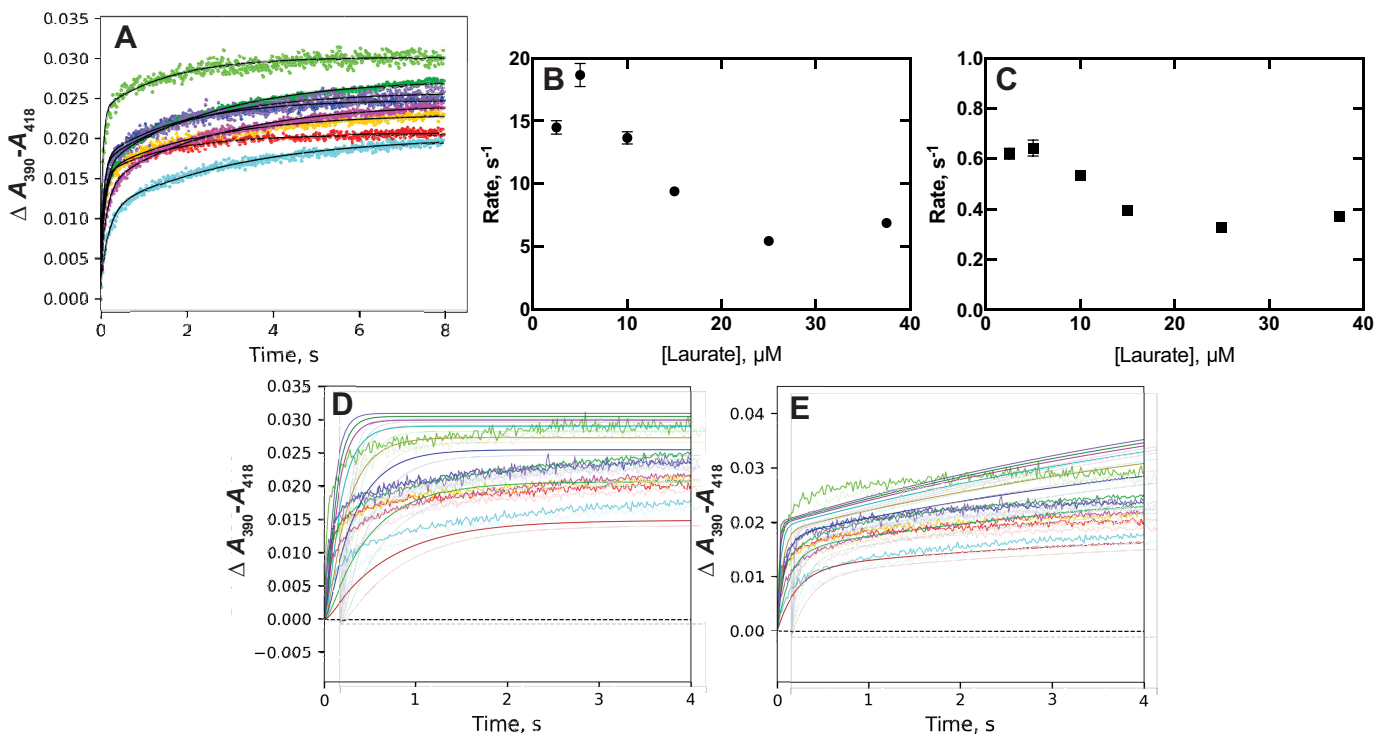 A
Δ A390-A418
0.035
0.030
0.025
0.020
0.015
0.010
0.005
0.000
0 2 4 6 8
Time, s
B
Rate, s-1
20
15
10
5
0
0 10 20 30 40
[Laurate], μM
C
Rate, s-1
1.0
0.8
0.6
0.4
0.2
0.0
0 10 20 30 40
[Laurate], μM
D
Δ A390-A418
0.035
0.030
0.025
0.020
0.015
0.010
0.005
0.000
−0.005
0 1 2 3 4
Time, s
E
Δ A390-A418
0.04
0.03
0.02
0.01
0.00
0 1 2 3 4
Time, s